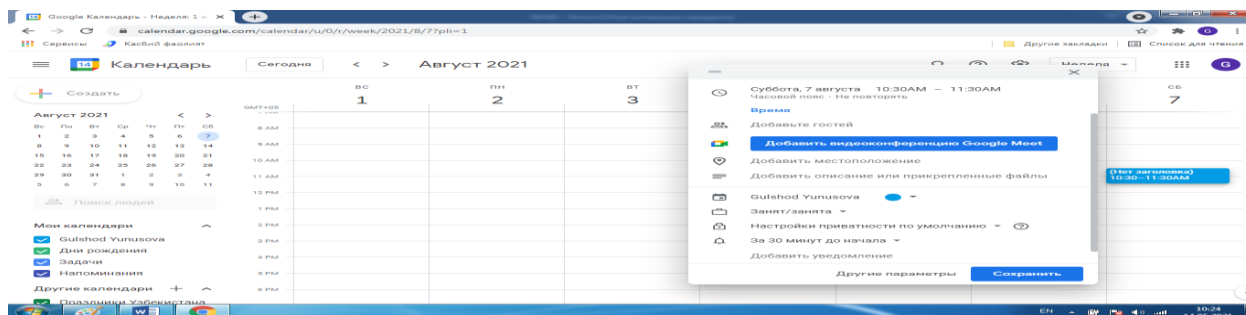 Google Календарь - Неделя: 1
calendar.google.com/calendar/u/0/r/week/2021/8/7?pli=1
Сервисы Касбий фаолият
Другие закладки Список для чтения
14 Календарь Сегодня < > Август 2021 Неделя G
Создать
Август 2021 < >
Вс Пн Вт Ср Чт Пт Сб
1 2 3 4 5 6 7
8 9 10 11 12 13 14
15 16 17 18 19 20 21
22 23 24 25 26 27 28
29 30 31 1 2 3 4
5 6 7 8 9 10 11
Поиск людей
Мои календари
Gulshod Yunusova
Дни рождения
Задачи
Напоминания
Другие календари
Праздники Узбекистана
GMT+05
ВС
1
ПН
2
ВТ
3
СБ
7
8 AM
9 AM
10 AM
11 AM
12 PM
1 PM
2 PM
3 PM
4 PM
5 PM
6 PM
Суббота, 7 августа 10:30AM – 11:30AM
Часовой пояс · Не повторять
Время
Добавьте гостей
Добавить видеоконференцию Google Meet
Добавить местоположение
Добавить описание или прикрепленные файлы
Gulshod Yunusova
Занят/занята
Настройки приватности по умолчанию
За 30 минут до начала
Добавить уведомление
Другие параметры Сохранить
(Нет заголовка)
10:30–11:30AM
EN
10:24